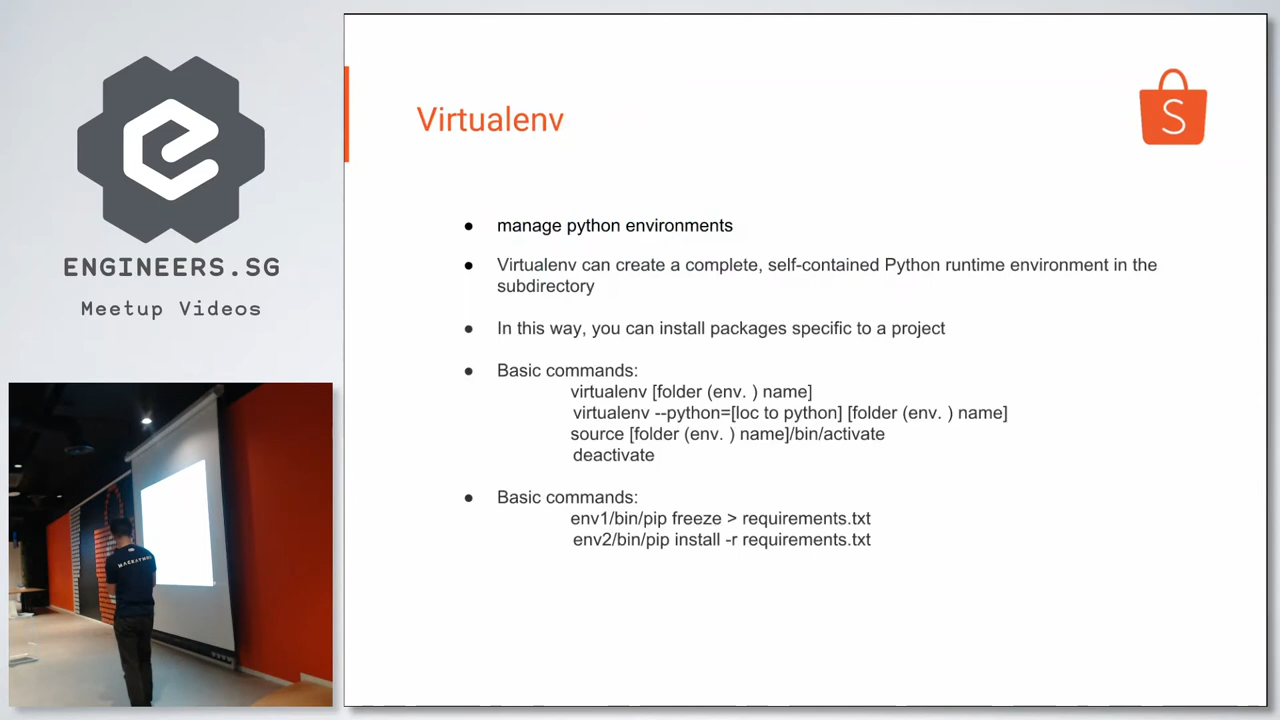 ENGINEERS.SG
Meetup Videos
Virtualenv
S
● manage python environments
● Virtualenv can create a complete, self-contained Python runtime environment in the
subdirectory
● In this way, you can install packages specific to a project
● Basic commands:
virtualenv [folder (env. ) name]
virtualenv --python=[loc to python] [folder (env. ) name]
source [folder (env. ) name]/bin/activate
deactivate
● Basic commands:
env1/bin/pip freeze > requirements.txt
env2/bin/pip install -r requirements.txt
HACKATHON